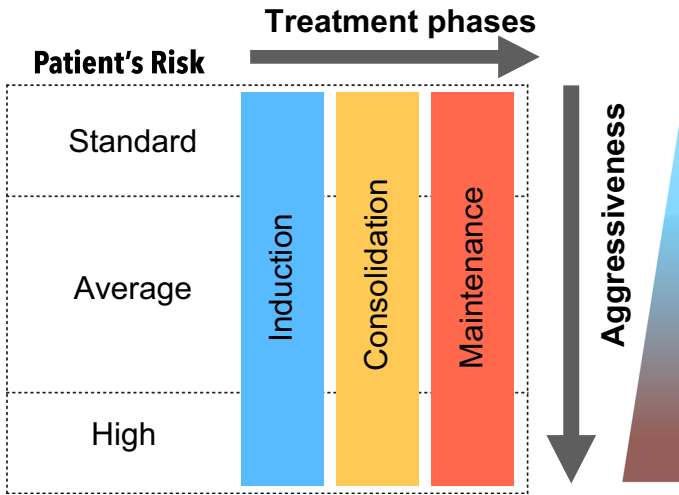 Treatment phases
Patient's Risk
Standard
Average
High
Induction
Consolidation
Maintenance
Aggressiveness